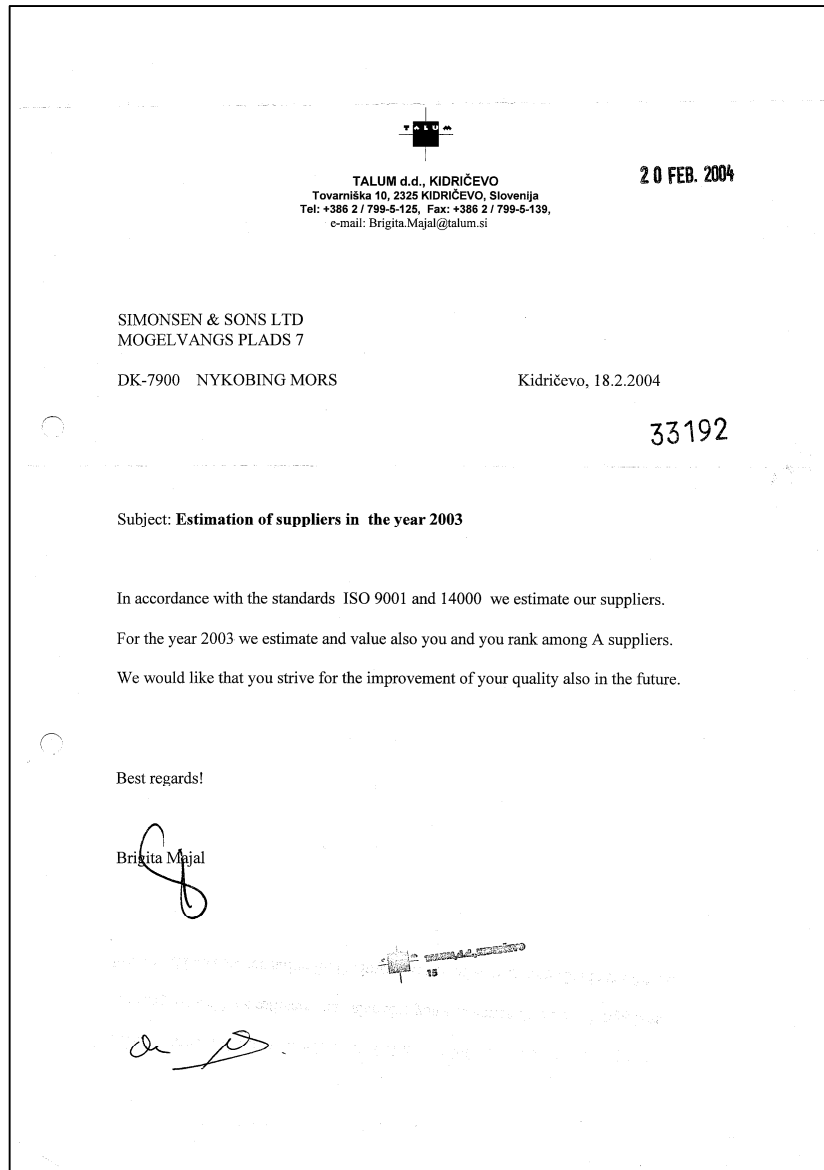 TALUM
TALUM d.d., KIDRIČEVO
Tovarniška 10, 2325 KIDRIČEVO, Slovenija
Tel: +386 2 / 799-5-125, Fax: +386 2 / 799-5-139,
e-mail: Brigita.Majal@talum.si
20 FEB. 2004
SIMONSEN & SONS LTD
MOGELVANGS PLADS 7
DK-7900 NYKOBING MORS
Kidričevo, 18.2.2004
33192
Subject: Estimation of suppliers in the year 2003
In accordance with the standards ISO 9001 and 14000 we estimate our suppliers.
For the year 2003 we estimate and value also you and you rank among A suppliers.
We would like that you strive for the improvement of your quality also in the future.
Best regards!
Brigita Majal
15